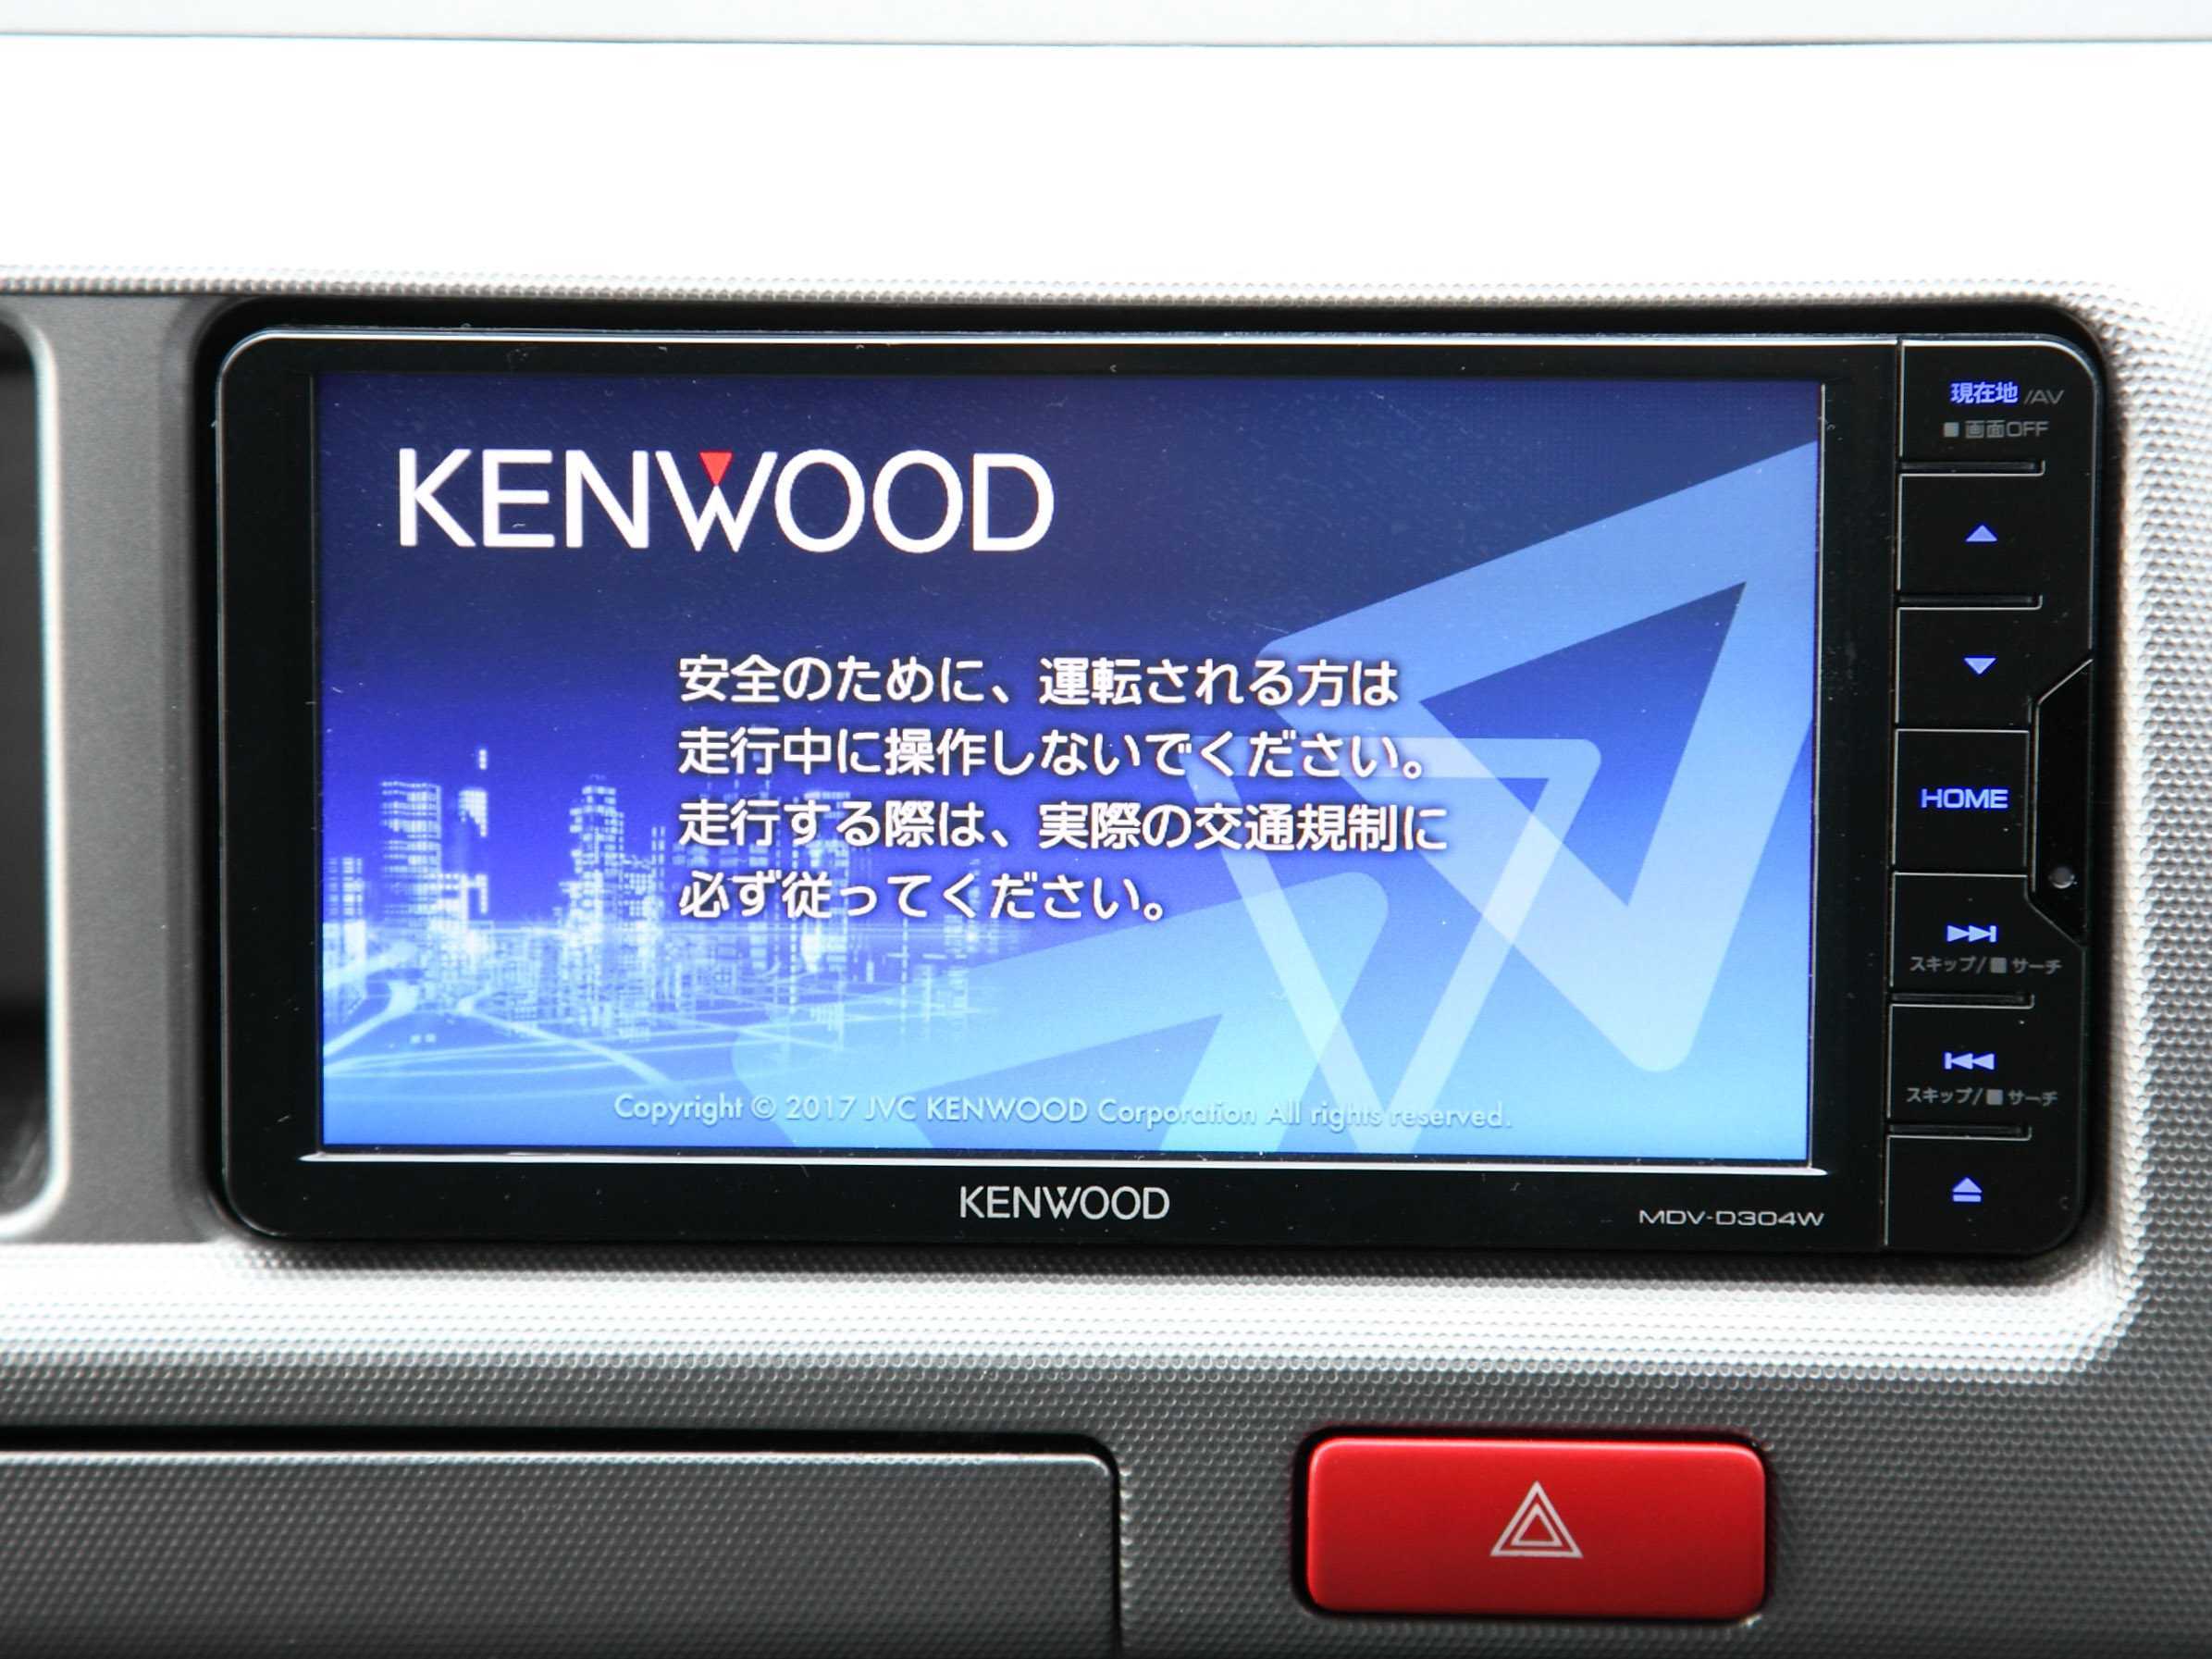 KENWOOD
安全のために、運転される方は
走行中に操作しないでください。
走行する際は、実際の交通規制に
必ず従ってください。
Copyright © 2017 JVC KENWOOD Corporation All rights reserved.
KENWOOD
MDV-D304W
現在地 /AV
■ 画面OFF
HOME
スキップ/■ サーチ
スキップ/■ サーチ